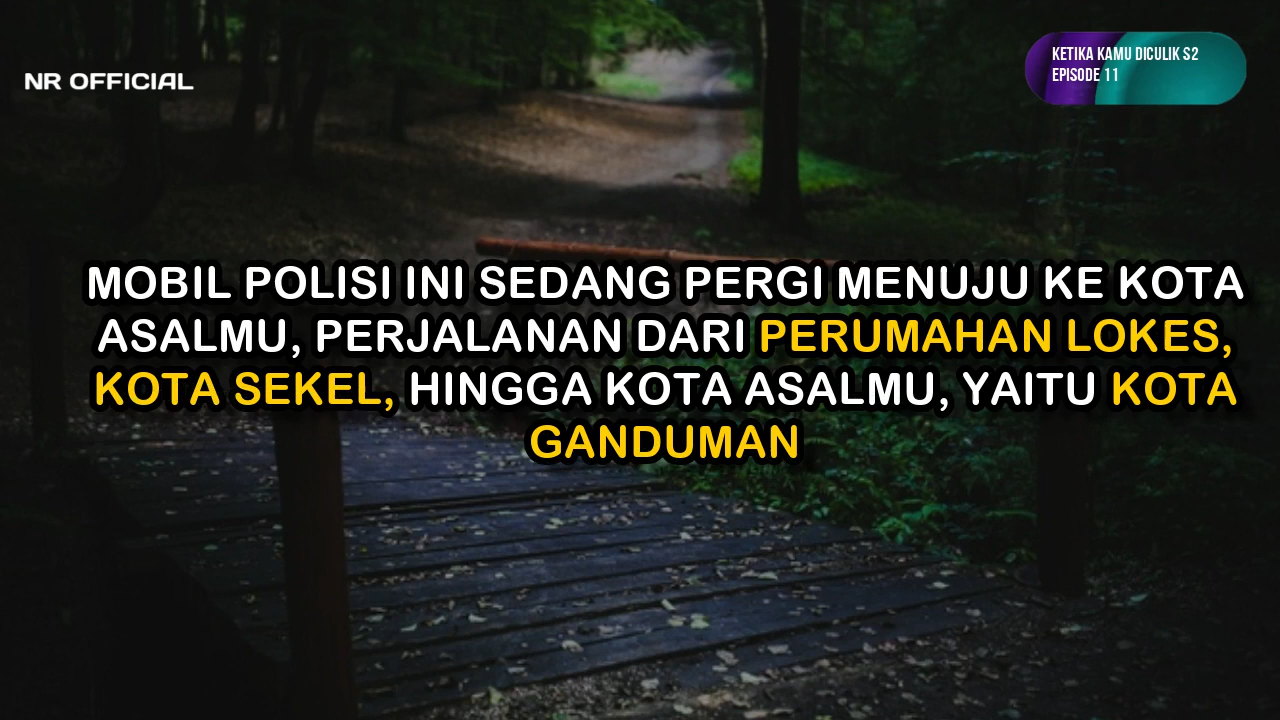 NR OFFICIAL
KETIKA KAMU DICULIK S2
EPISODE 11
MOBIL POLISI INI SEDANG PERGI MENUJU KE KOTA
ASALMU, PERJALANAN DARI PERUMAHAN LOKES,
KOTA SEKEL, HINGGA KOTA ASALMU, YAITU KOTA
GANDUMAN